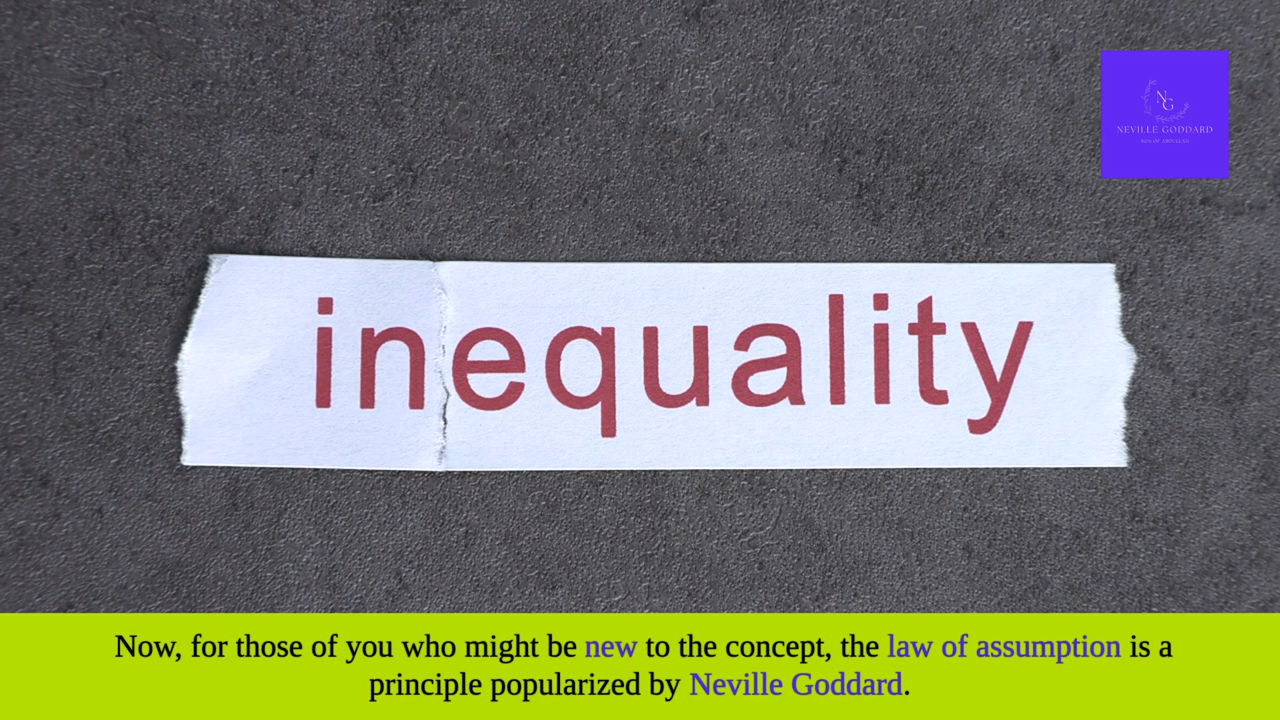 NG
NEVILLE GODDARD
inequality
Now, for those of you who might be new to the concept, the law of assumption is a
principle popularized by Neville Goddard.